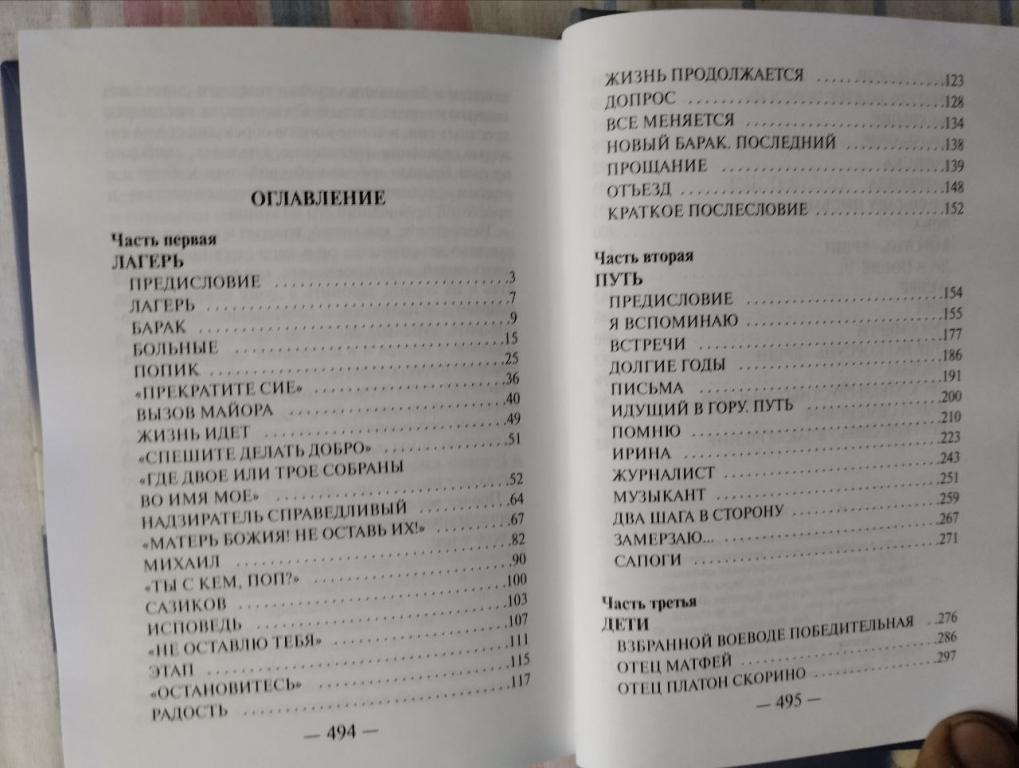 ОГЛАВЛЕНИЕ
Часть первая
ЛАГЕРЬ
ПРЕДИСЛОВИЕ ..................................3
ЛАГЕРЬ ..................................7
БАРАК ..................................9
БОЛЬНЫЕ ..................................15
ПОПИК ..................................25
«ПРЕКРАТИТЕ СИЕ» ..................................36
ВЫЗОВ МАЙОРА ..................................40
ЖИЗНЬ ИДЕТ ..................................49
«СПЕШИТЕ ДЕЛАТЬ ДОБРО» ..................................51
«ГДЕ ДВОЕ ИЛИ ТРОЕ СОБРАНЫ
ВО ИМЯ МОЕ» ..................................52
НАДЗИРАТЕЛЬ СПРАВЕДЛИВЫЙ ..................................64
«МАТЕРЬ БОЖИЯ! НЕ ОСТАВЬ ИХ!» ..................................67
МИХАИЛ ..................................82
«ТЫ С КЕМ, ПОП?» ..................................90
САЗИКОВ ..................................100
ИСПОВЕДЬ ..................................103
«НЕ ОСТАВЛЮ ТЕБЯ» ..................................107
ЭТАП ..................................111
«ОСТАНОВИТЕСЬ» ..................................115
РАДОСТЬ ..................................117
— 494 —
ЖИЗНЬ ПРОДОЛЖАЕТСЯ ..................................123
ДОПРОС ..................................128
ВСЕ МЕНЯЕТСЯ ..................................134
НОВЫЙ БАРАК. ПОСЛЕДНИЙ ..................................138
ПРОЩАНИЕ ..................................139
ОТЪЕЗД ..................................148
КРАТКОЕ ПОСЛЕСЛОВИЕ ..................................152
Часть вторая
ПУТЬ
ПРЕДИСЛОВИЕ ..................................154
Я ВСПОМИНАЮ ..................................155
ВСТРЕЧИ ..................................177
ДОЛГИЕ ГОДЫ ..................................186
ПИСЬМА ..................................191
ИДУЩИЙ В ГОРУ. ПУТЬ ..................................200
ПОМНЮ ..................................210
ИРИНА ..................................223
ЖУРНАЛИСТ ..................................243
МУЗЫКАНТ ..................................251
ДВА ШАГА В СТОРОНУ ..................................259
ЗАМЕРЗАЮ... ..................................267
САПОГИ ..................................271
Часть третья
ДЕТИ
ВЗБРАННОЙ ВОЕВОДЕ ПОБЕДИТЕЛЬНАЯ ....276
ОТЕЦ МАТФЕЙ ..................................286
ОТЕЦ ПЛАТОН СКОРИНО ..................................297
— 495 —